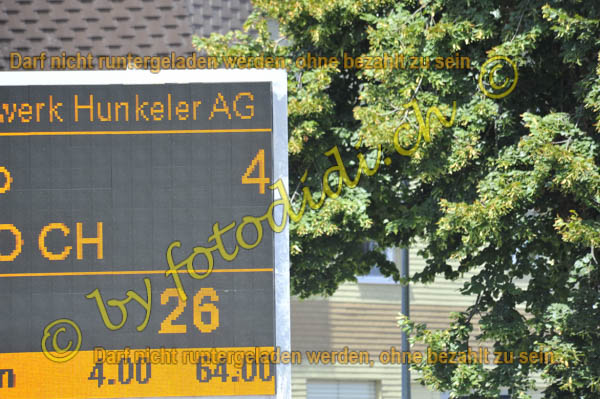 Darf nicht runtergeladen werden, ohne bezahlt zu sein.
werk Hunkeler AG
4
O CH
26
© by fotodidi.ch ©
Darf nicht runtergeladen werden, ohne bezahlt zu sein.
n 4.00 64.00